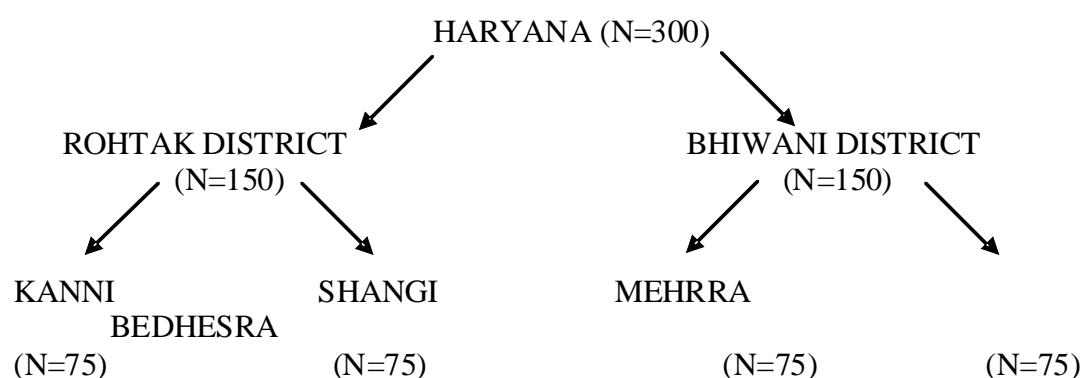 HARYANA (N=300)
ROHTAK DISTRICT BHIWANI DISTRICT
(N=150) (N=150)
KANNI SHANGI MEHRRA
BEDHESRA
(N=75) (N=75) (N=75) (N=75)